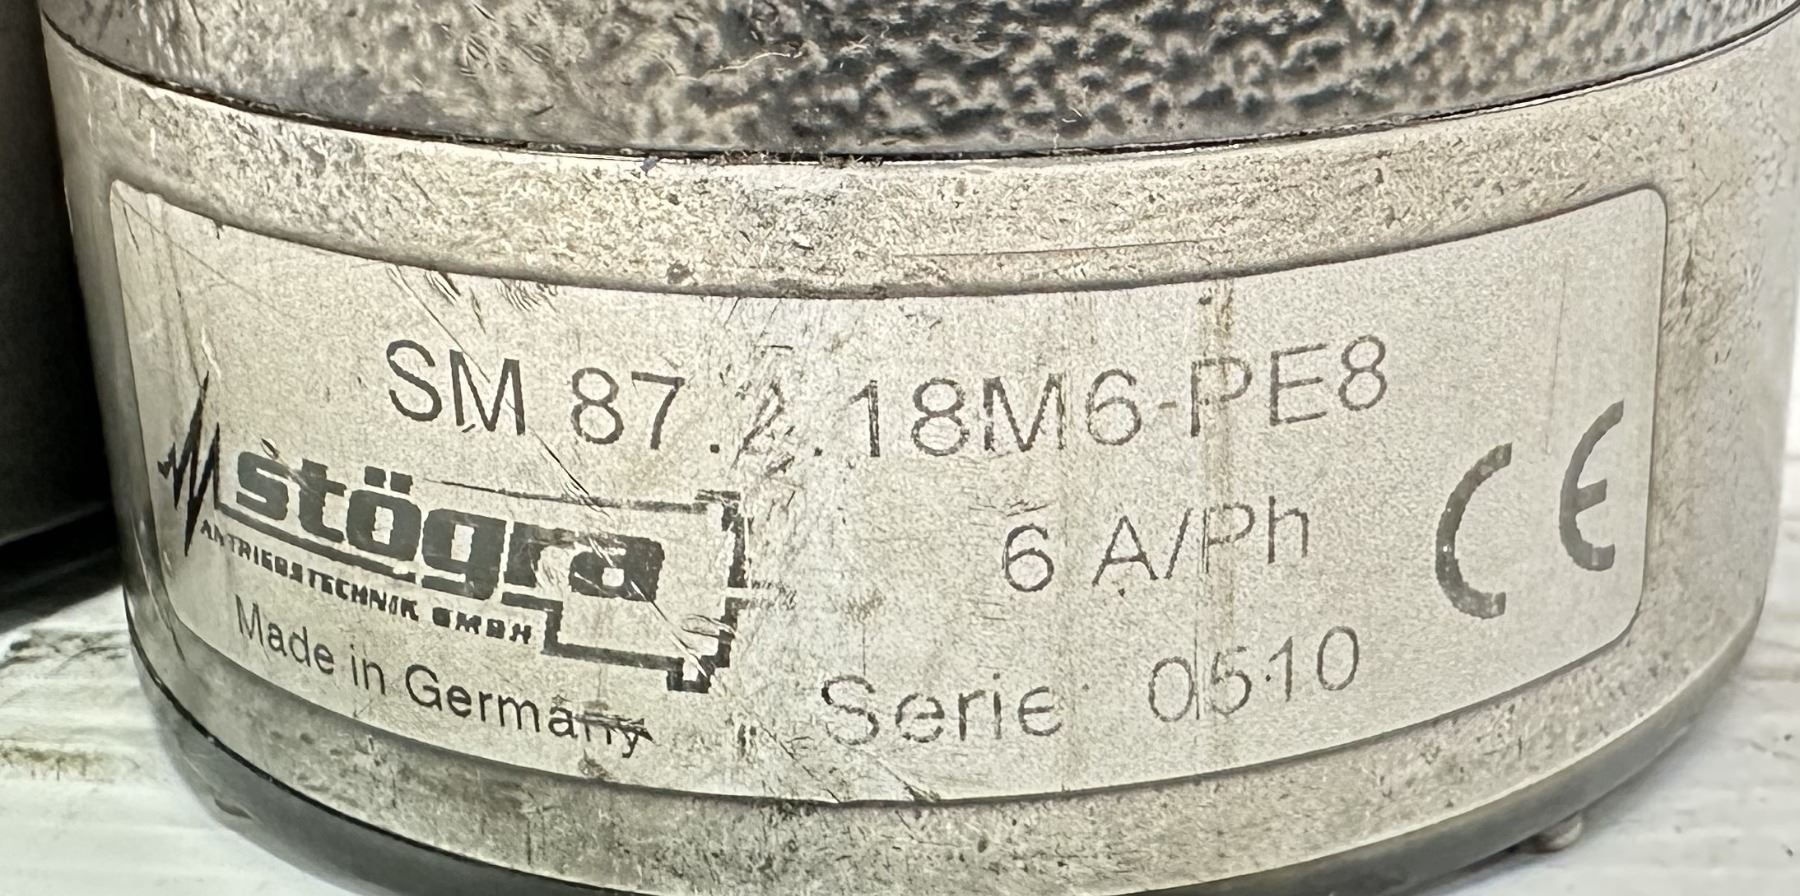 SM 87.2.18M6-PE8
stögra
ANTRIEBSTECHNIK GMBH
6 A/Ph
CE
Made in Germany
Serie 0510